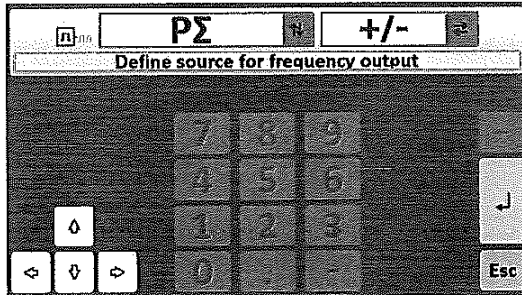 PΣ +/-
Define source for frequency output
7 8 9
4 5 6
1 2 3
0 . -
Esc